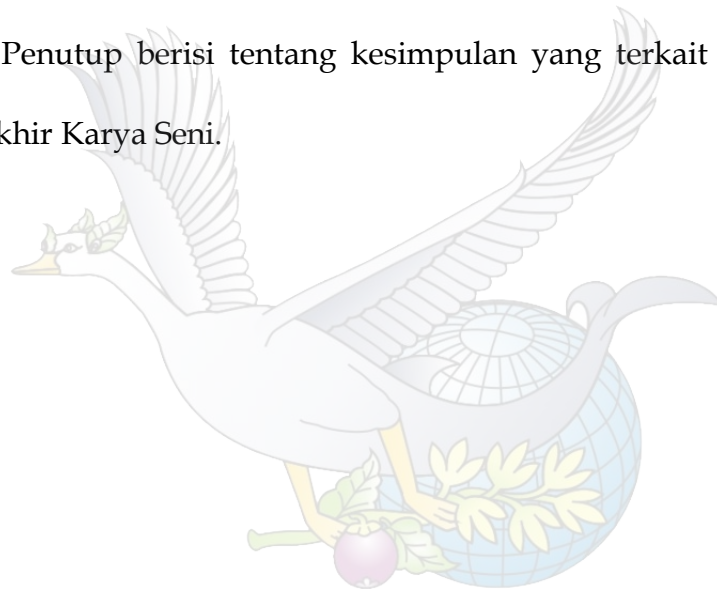 Penutup berisi tentang kesimpulan yang terkait
khir Karya Seni.